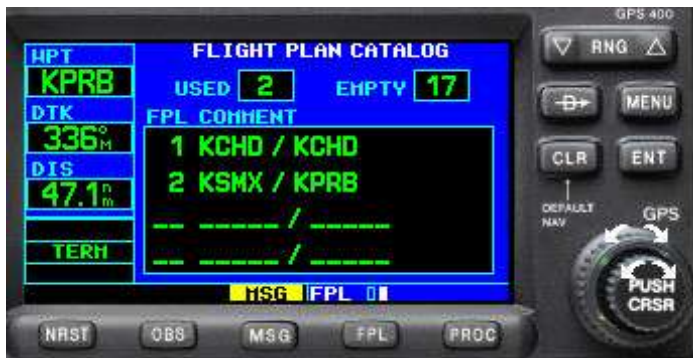 GPS 400
WPT
KPRB
DTK
336°M
DIS
47.1nm
TERM
FLIGHT PLAN CATALOG
USED 2 EMPTY 17
FPL COMMENT
1 KCHD / KCHD
2 KSMX / KPRB
__ _____ / _____
__ _____ / _____
MSG FPL
RNG
MENU
CLR ENT
DEFAULT NAV
GPS
PUSH
CRSR
NRST OBS MSG FPL PROC